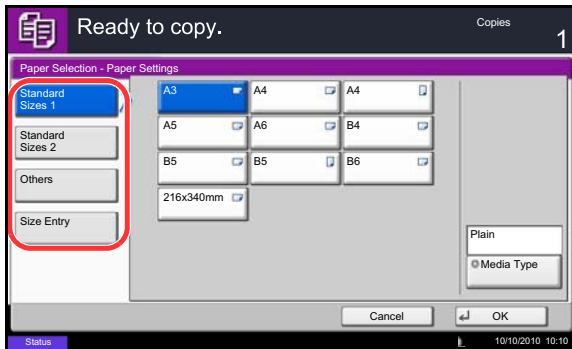 Ready to copy.
Copies
1
Paper Selection - Paper Settings
Standard
Sizes 1
Standard
Sizes 2
Others
Size Entry
A3 A4 A4
A5 A6 B4
B5 B5 B6
216x340mm
Plain
Media Type
Cancel
OK
Status
10/10/2010 10:10